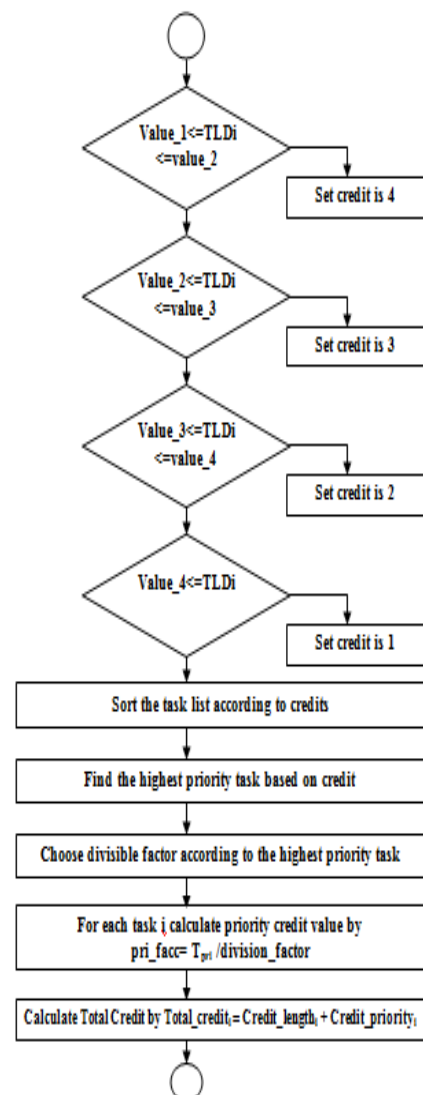 Value_1<=TLDi
<=value_2
Set credit is 4
Value_2<=TLDi
<=value_3
Set credit is 3
Value_3<=TLDi
<=value_4
Set credit is 2
Value_4<=TLDi
Set credit is 1
Sort the task list according to credits
Find the highest priority task based on credit
Choose divisible factor according to the highest priority task
For each task i, calculate priority credit value by
pri_facc= Tpri /division_factor
Calculate Total Credit by Total_crediti = Credit_lengthi + Credit_priorityi